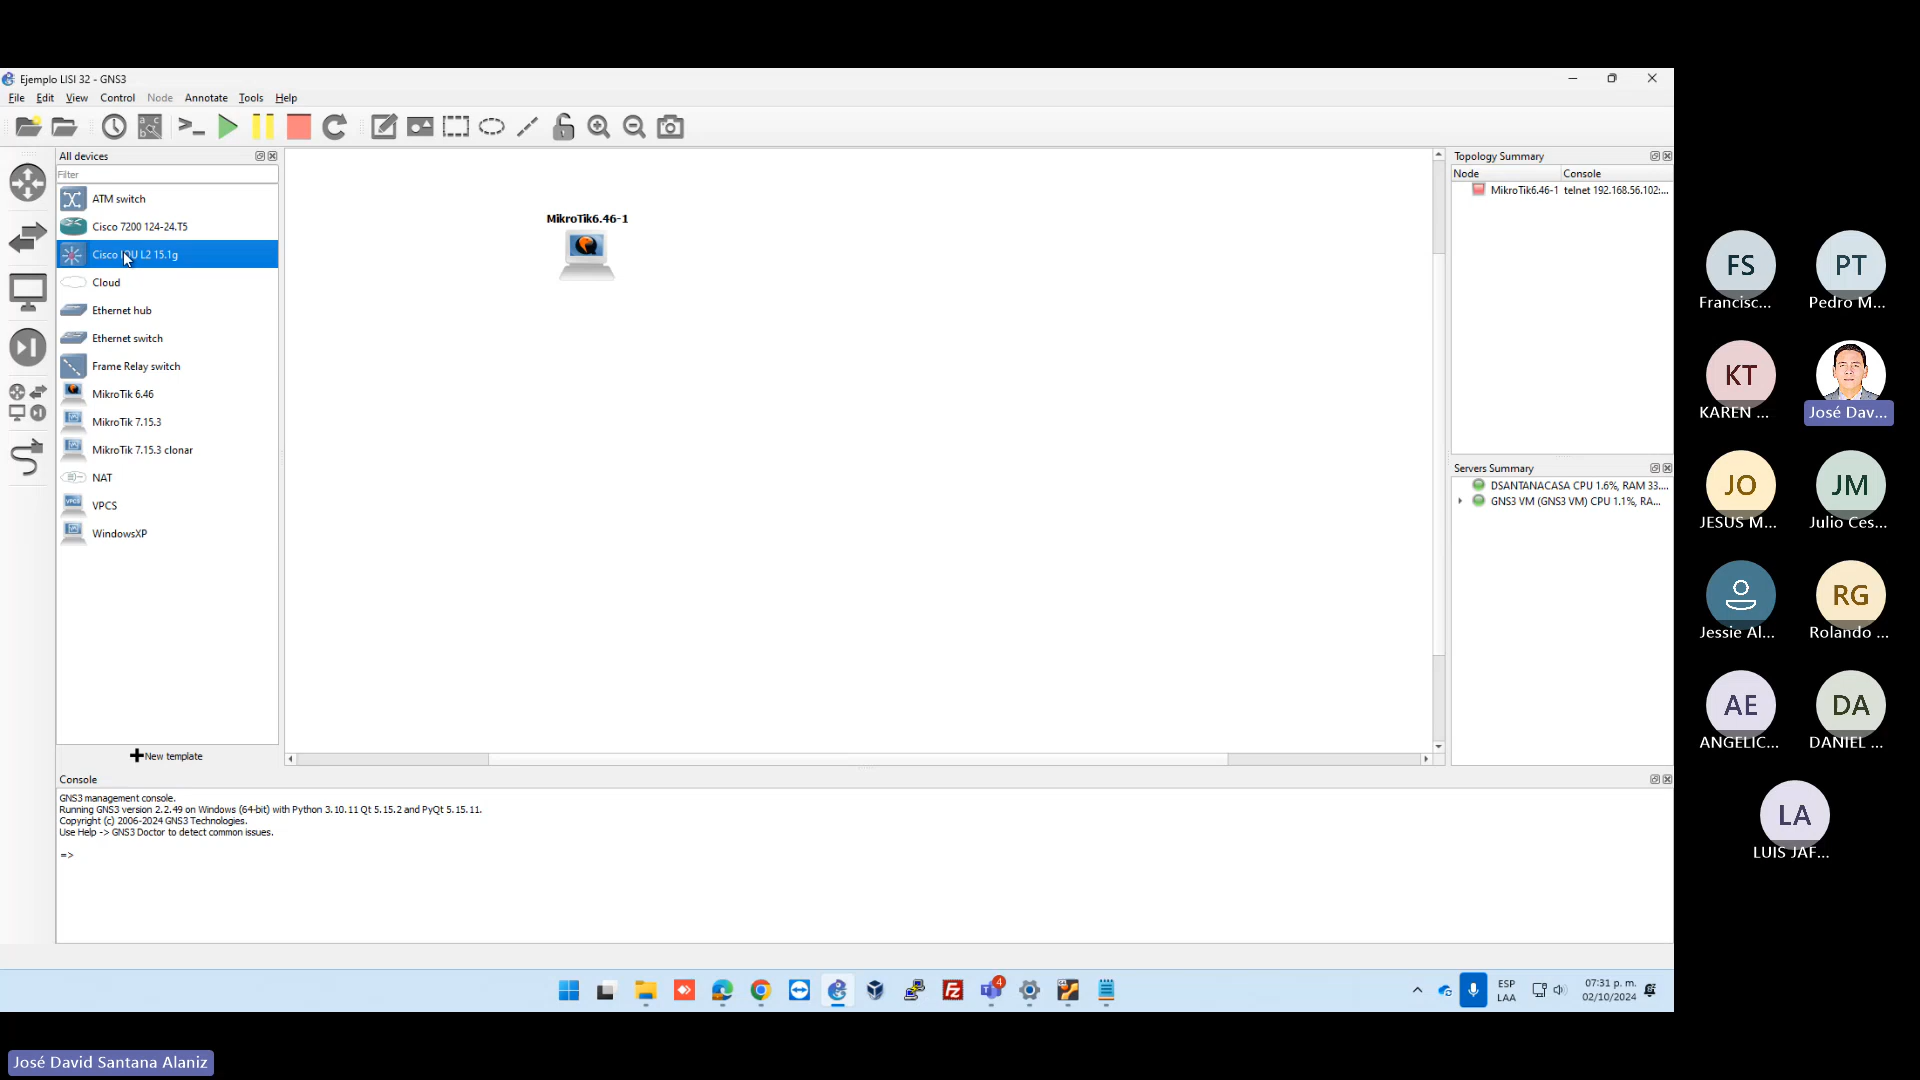 Ejemplo LISI 32 - GNS3
File Edit View Control Node Annotate Tools Help
All devices
Filter
ATM switch
Cisco 7200 124-24.T5
Cisco IOU L2 15.1g
Cloud
Ethernet hub
Ethernet switch
Frame Relay switch
MikroTik 6.46
MikroTik 7.15.3
MikroTik 7.15.3 clonar
NAT
VPCS
WindowsXP
New template
MikroTik6.46-1
Topology Summary
Node Console
MikroTik6.46-1 telnet 192.168.56.102:...
Servers Summary
DSANTANACASA CPU 1.6%, RAM 33....
GNS3 VM (GNS3 VM) CPU 1.1%, RA...
Console
GNS3 management console.
Running GNS3 version 2.2.49 on Windows (64-bit) with Python 3.10.11 Qt 5.15.2 and PyQt 5.15.11.
Copyright (c) 2006-2024 GNS3 Technologies.
Use Help -> GNS3 Doctor to detect common issues.
=>
4
ESP
LAA
07:31 p. m.
02/10/2024
FS
Francisc...
PT
Pedro M...
KT
KAREN ...
José Dav...
JO
JESUS M...
JM
Julio Ces...
Jessie Al...
RG
Rolando ...
AE
ANGELIC...
DA
DANIEL ...
LA
LUIS JAF...
José David Santana Alaniz